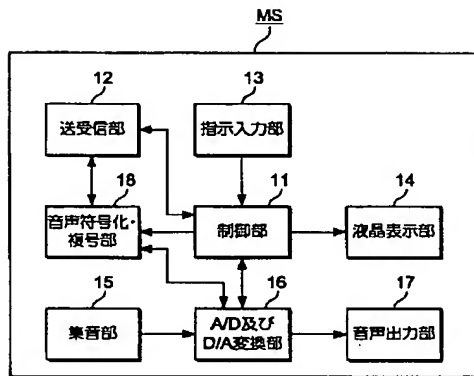 MS
12
送受信部
13
指示入力部
18
音声符号化・
複号部
11
制御部
14
液晶表示部
15
集音部
16
A/D及び
D/A変換部
17
音声出力部